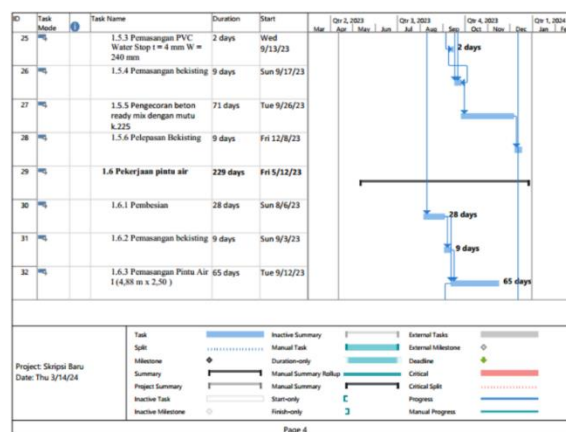 ID Task Mode Task Name Duration Start Qtr 2, 2023 Qtr 3, 2023 Qtr 4, 2023 Qtr 1, 2024
Mar Apr May Jun Jul Aug Sep Oct Nov Dec Jan Feb
25 1.5.3 Pemasangan PVC Water Stop t = 4 mm W = 240 mm 2 days Wed 9/13/23 2 days
26 1.5.4 Pemasangan bekisting 9 days Sun 9/17/23
27 1.5.5 Pengecoran beton ready mix dengan mutu k.225 71 days Tue 9/26/23
28 1.5.6 Pelepasan Bekisting 9 days Fri 12/8/23
29 1.6 Pekerjaan pintu air 229 days Fri 5/12/23
30 1.6.1 Pembesian 28 days Sun 8/6/23 28 days
31 1.6.2 Pemasangan bekisting 9 days Sun 9/3/23 9 days
32 1.6.3 Pemasangan Pintu Air I (4,88 m x 2,50 ) 65 days Tue 9/12/23 65 days
Project: Skripsi Baru
Date: Thu 3/14/24
Task Inactive Summary External Tasks
Split Manual Task External Milestone
Milestone Duration-only Deadline
Summary Manual Summary Rollup Critical
Project Summary Manual Summary Critical Split
Inactive Task Start-only Progress
Inactive Milestone Finish-only Manual Progress
Page 4